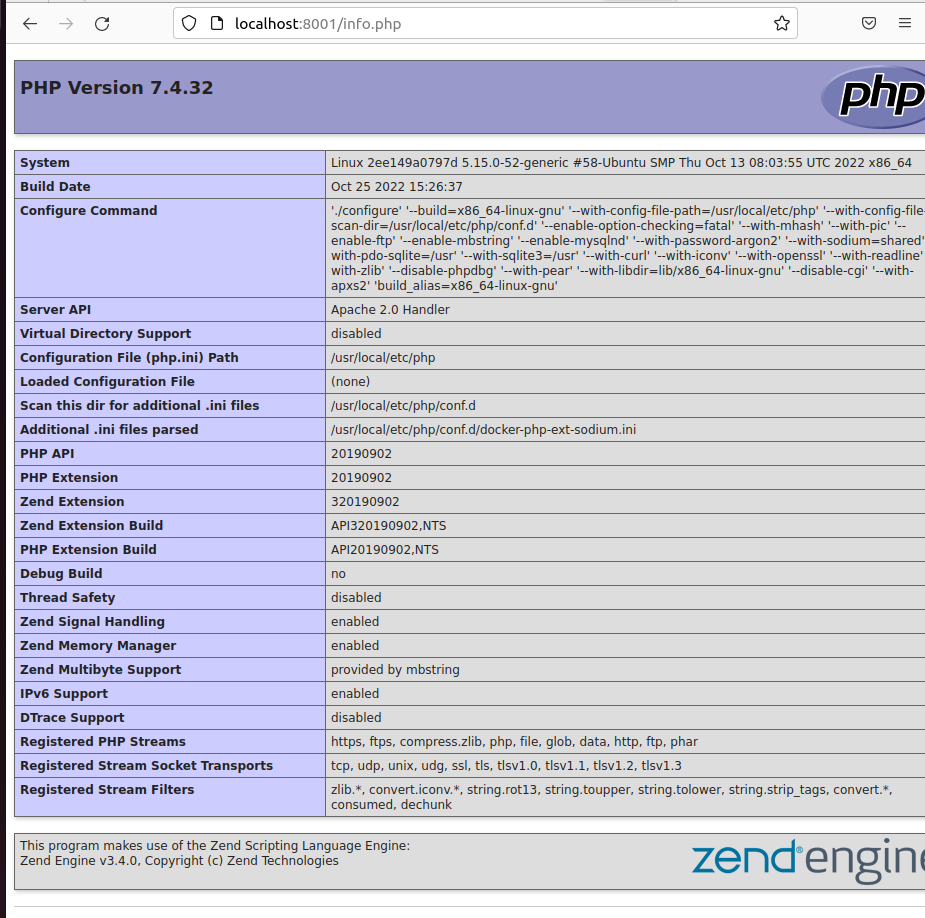 localhost:8001/info.php
PHP Version 7.4.32
php
System Linux 2ee149a0797d 5.15.0-52-generic #58-Ubuntu SMP Thu Oct 13 08:03:55 UTC 2022 x86_64
Build Date Oct 25 2022 15:26:37
Configure Command './configure' '--build=x86_64-linux-gnu' '--with-config-file-path=/usr/local/etc/php' '--with-config-file-
scan-dir=/usr/local/etc/php/conf.d' '--enable-option-checking=fatal' '--with-mhash' '--with-pic' '--
enable-ftp' '--enable-mbstring' '--enable-mysqlnd' '--with-password-argon2' '--with-sodium=shared'
with-pdo-sqlite=/usr' '--with-sqlite3=/usr' '--with-curl' '--with-iconv' '--with-openssl' '--with-readline'
with-zlib' '--disable-phpdbg' '--with-pear' '--with-libdir=lib/x86_64-linux-gnu' '--disable-cgi' '--with-
apxs2' 'build_alias=x86_64-linux-gnu'
Server API Apache 2.0 Handler
Virtual Directory Support disabled
Configuration File (php.ini) Path /usr/local/etc/php
Loaded Configuration File (none)
Scan this dir for additional .ini files /usr/local/etc/php/conf.d
Additional .ini files parsed /usr/local/etc/php/conf.d/docker-php-ext-sodium.ini
PHP API 20190902
PHP Extension 20190902
Zend Extension 320190902
Zend Extension Build API320190902,NTS
PHP Extension Build API20190902,NTS
Debug Build no
Thread Safety disabled
Zend Signal Handling enabled
Zend Memory Manager enabled
Zend Multibyte Support provided by mbstring
IPv6 Support enabled
DTrace Support disabled
Registered PHP Streams https, ftps, compress.zlib, php, file, glob, data, http, ftp, phar
Registered Stream Socket Transports tcp, udp, unix, udg, ssl, tls, tlsv1.0, tlsv1.1, tlsv1.2, tlsv1.3
Registered Stream Filters zlib.*, convert.iconv.*, string.rot13, string.toupper, string.tolower, string.strip_tags, convert.*,
consumed, dechunk
This program makes use of the Zend Scripting Language Engine:
Zend Engine v3.4.0, Copyright (c) Zend Technologies
zend®engine